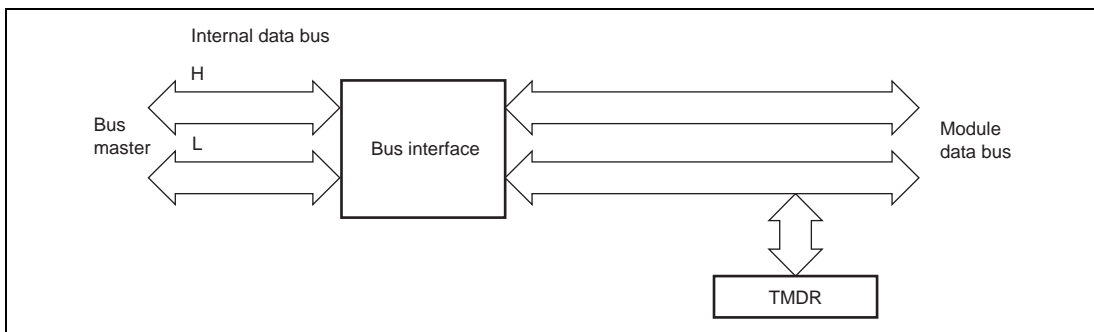 Internal data bus
H
Bus
master
L
Bus interface
Module
data bus
TMDR